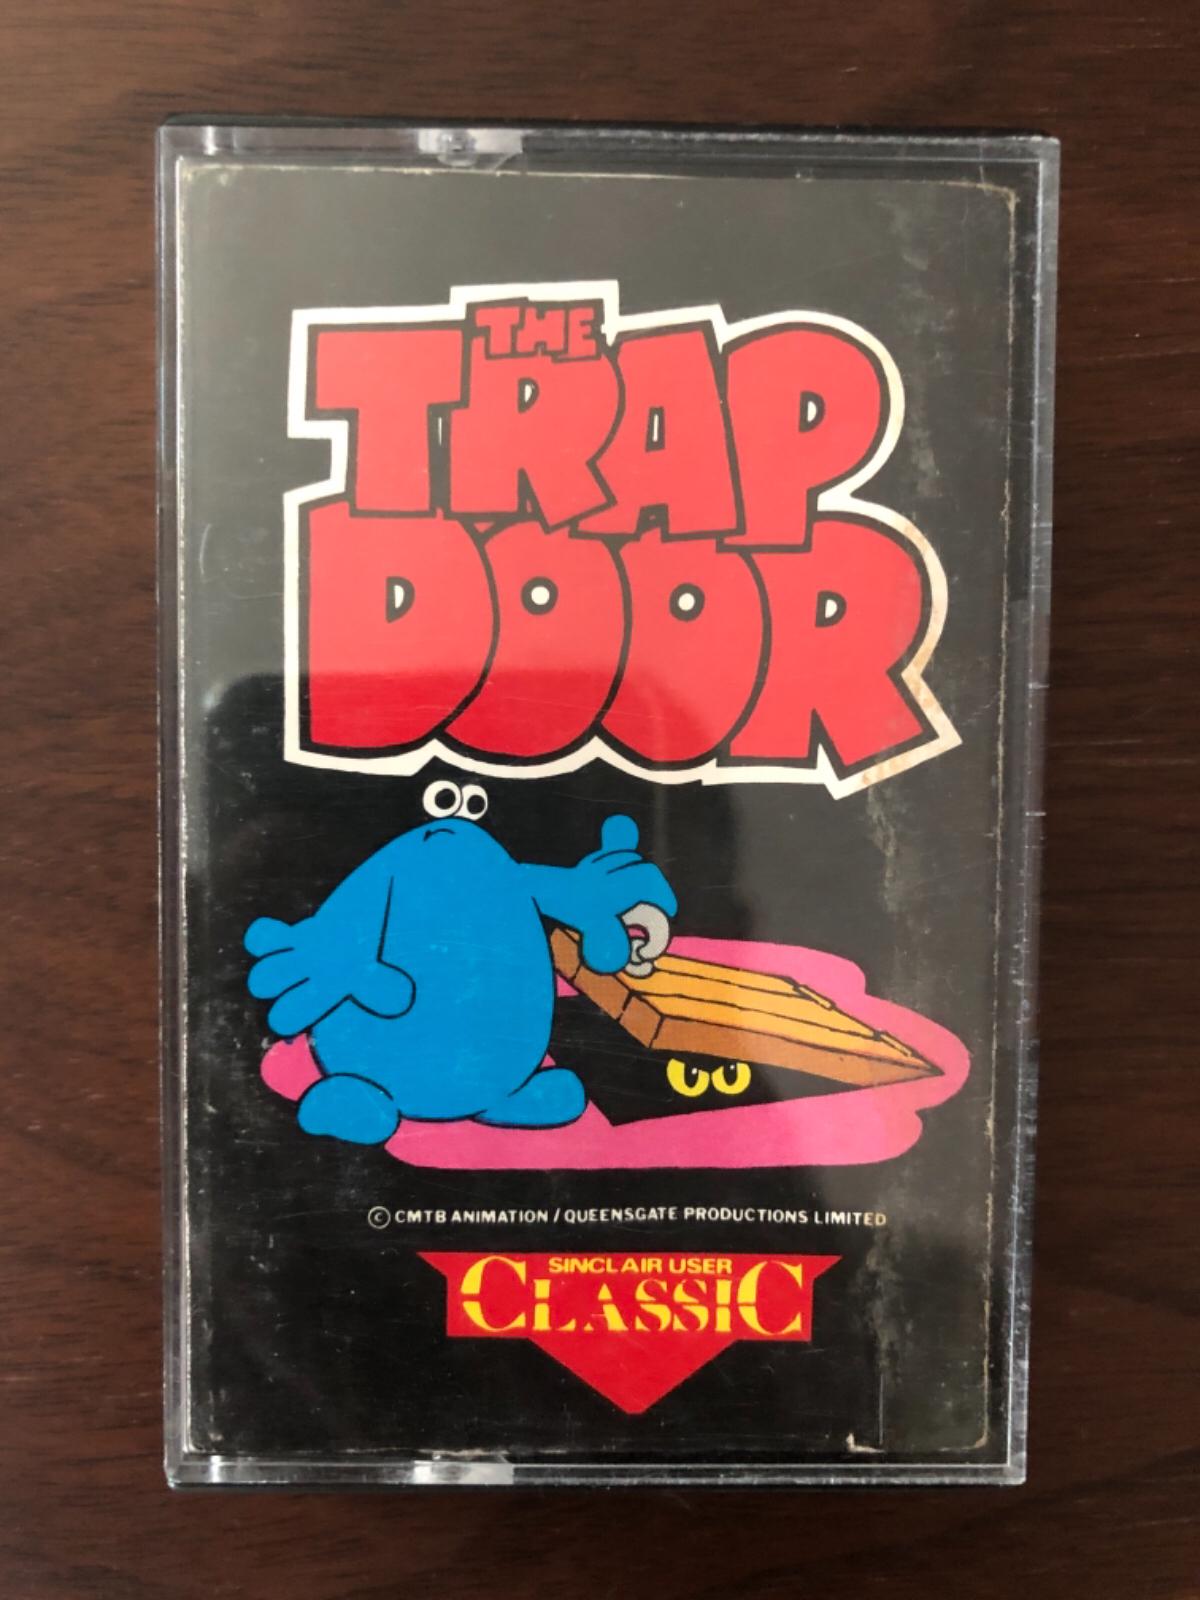 THE
TRAP
DOOR
© CMTB ANIMATION / QUEENSGATE PRODUCTIONS LIMITED
SINCLAIR USER
CLASSIC